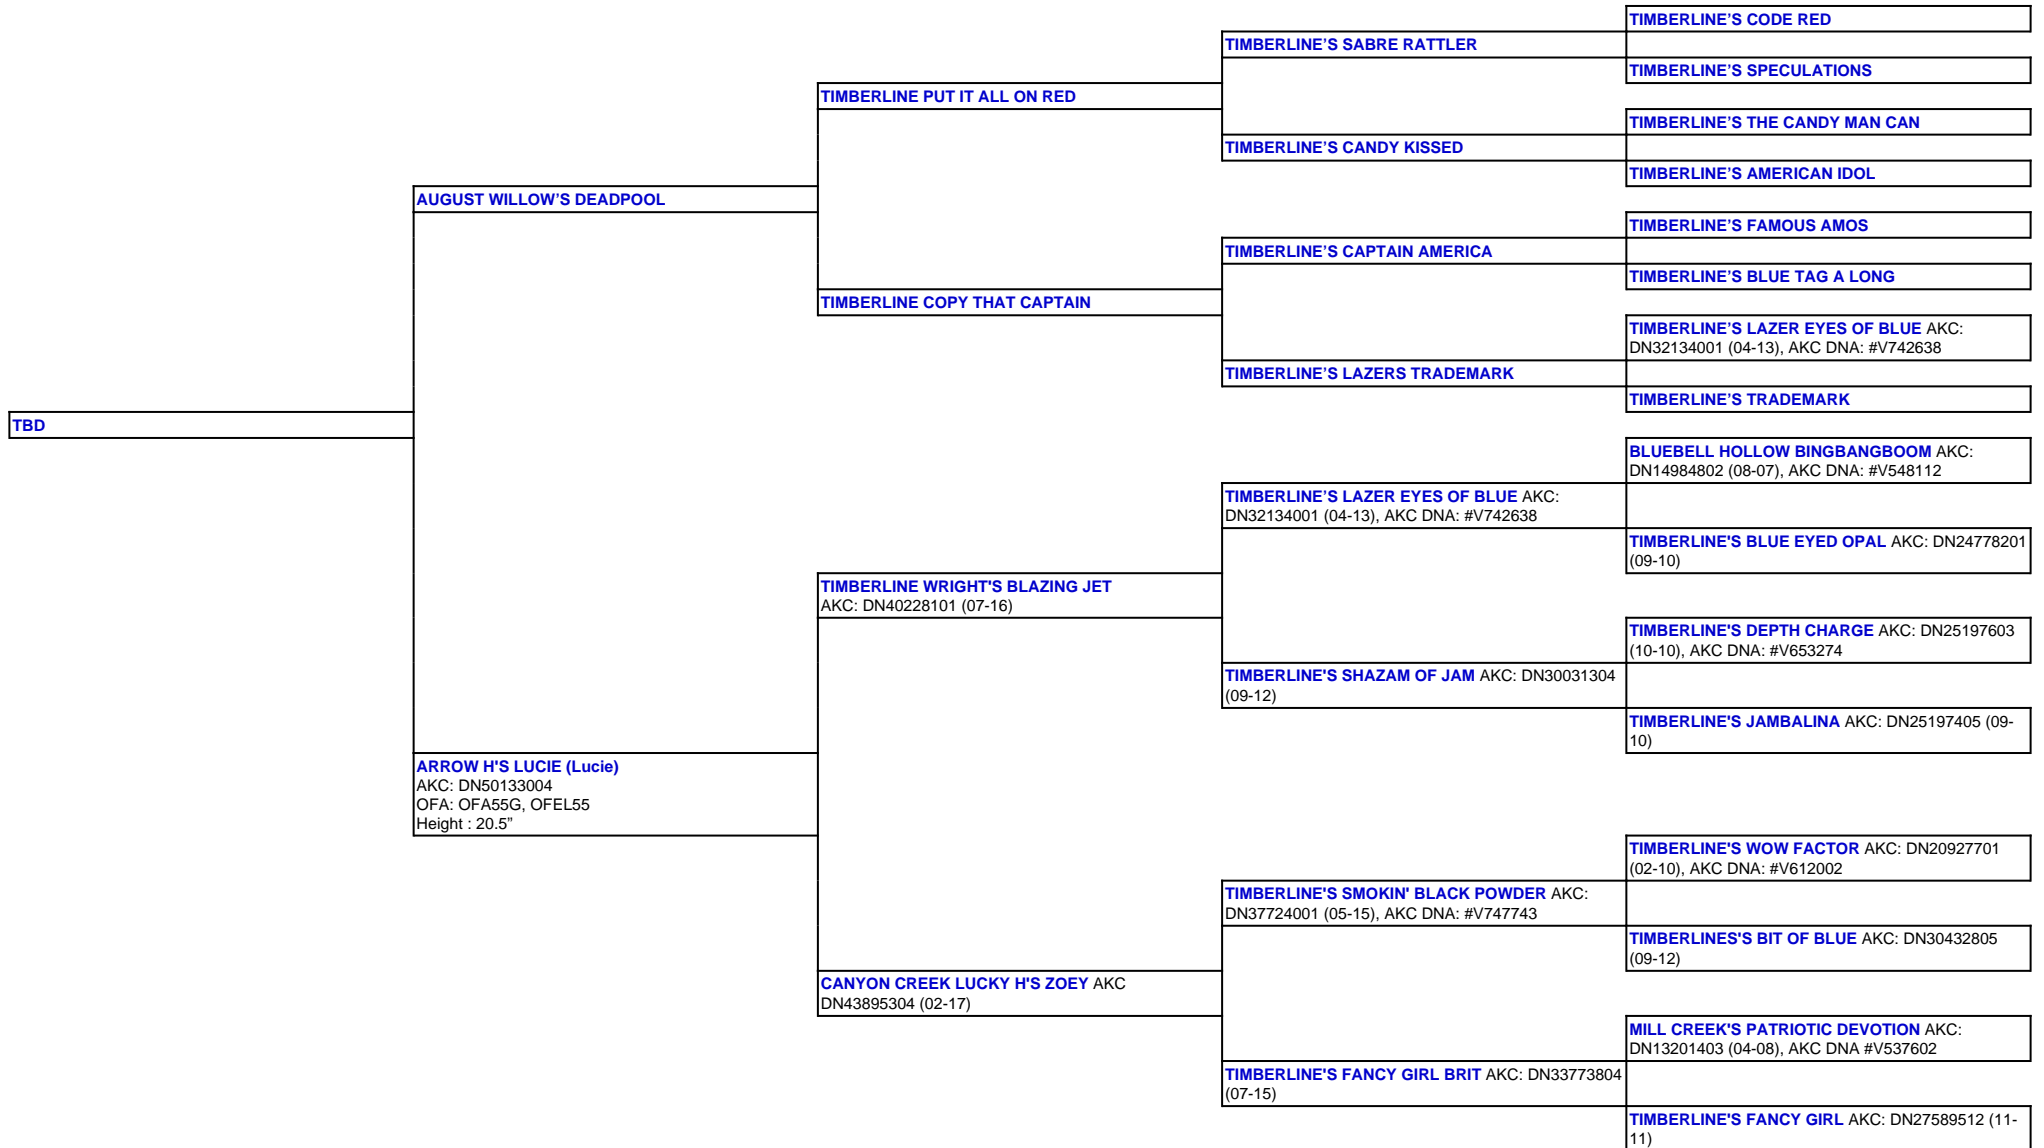 TIMBERLINE’S CODE RED
TIMBERLINE’S SABRE RATTLER
TIMBERLINE’S SPECULATIONS
TIMBERLINE PUT IT ALL ON RED
TIMBERLINE’S THE CANDY MAN CAN
TIMBERLINE’S CANDY KISSED
TIMBERLINE’S AMERICAN IDOL
AUGUST WILLOW’S DEADPOOL
TIMBERLINE’S FAMOUS AMOS
TIMBERLINE’S CAPTAIN AMERICA
TIMBERLINE’S BLUE TAG A LONG
TIMBERLINE COPY THAT CAPTAIN
TIMBERLINE’S LAZER EYES OF BLUE AKC:
DN32134001 (04-13), AKC DNA: #V742638
TIMBERLINE’S LAZERS TRADEMARK
TIMBERLINE’S TRADEMARK
TBD
BLUEBELL HOLLOW BINGBANGBOOM AKC:
DN14984802 (08-07), AKC DNA: #V548112
TIMBERLINE’S LAZER EYES OF BLUE AKC:
DN32134001 (04-13), AKC DNA: #V742638
TIMBERLINE'S BLUE EYED OPAL AKC: DN24778201
(09-10)
TIMBERLINE WRIGHT'S BLAZING JET
AKC: DN40228101 (07-16)
TIMBERLINE'S DEPTH CHARGE AKC: DN25197603
(10-10), AKC DNA: #V653274
TIMBERLINE'S SHAZAM OF JAM AKC: DN30031304
(09-12)
TIMBERLINE'S JAMBALINA AKC: DN25197405 (09-
10)
ARROW H'S LUCIE (Lucie)
AKC: DN50133004
OFA: OFA55G, OFEL55
Height : 20.5”
TIMBERLINE'S WOW FACTOR AKC: DN20927701
(02-10), AKC DNA: #V612002
TIMBERLINE'S SMOKIN' BLACK POWDER AKC:
DN37724001 (05-15), AKC DNA: #V747743
TIMBERLINES'S BIT OF BLUE AKC: DN30432805
(09-12)
CANYON CREEK LUCKY H'S ZOEY AKC
DN43895304 (02-17)
MILL CREEK'S PATRIOTIC DEVOTION AKC:
DN13201403 (04-08), AKC DNA #V537602
TIMBERLINE'S FANCY GIRL BRIT AKC: DN33773804
(07-15)
TIMBERLINE'S FANCY GIRL AKC: DN27589512 (11-
11)